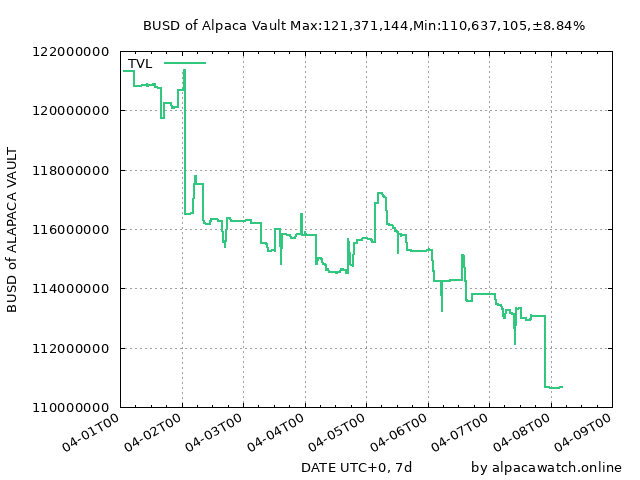 BUSD of Alpaca Vault Max:121,371,144,Min:110,637,105,±8.84%
TVL
BUSD of ALAPACA VAULT
122000000
120000000
118000000
116000000
114000000
112000000
110000000
04-01T00
04-02T00
04-03T00
04-04T00
04-05T00
04-06T00
04-07T00
04-08T00
04-09T00
DATE UTC+0, 7d
by alpacawatch.online